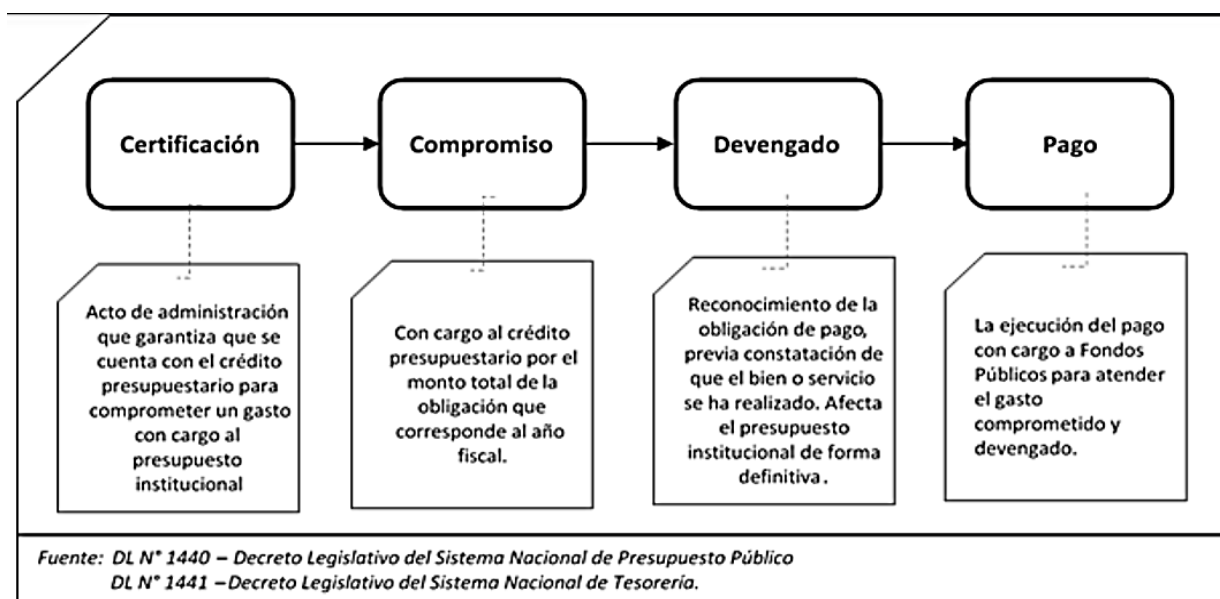 Certificación
Compromiso
Devengado
Pago
Acto de administración
que garantiza que se
cuenta con el crédito
presupuestario para
comprometer un gasto
con cargo al
presupuesto
institucional
Con cargo al crédito
presupuestario por el
monto total de la
obligación que
corresponde al año
fiscal.
Reconocimiento de la
obligación de pago,
previa constatación de
que el bien o servicio
se ha realizado. Afecta
el presupuesto
institucional de forma
definitiva.
La ejecución del pago
con cargo a Fondos
Públicos para atender
el gasto
comprometido y
devengado.
Fuente: DL N° 1440 – Decreto Legislativo del Sistema Nacional de Presupuesto Público
DL N° 1441 –Decreto Legislativo del Sistema Nacional de Tesorería.